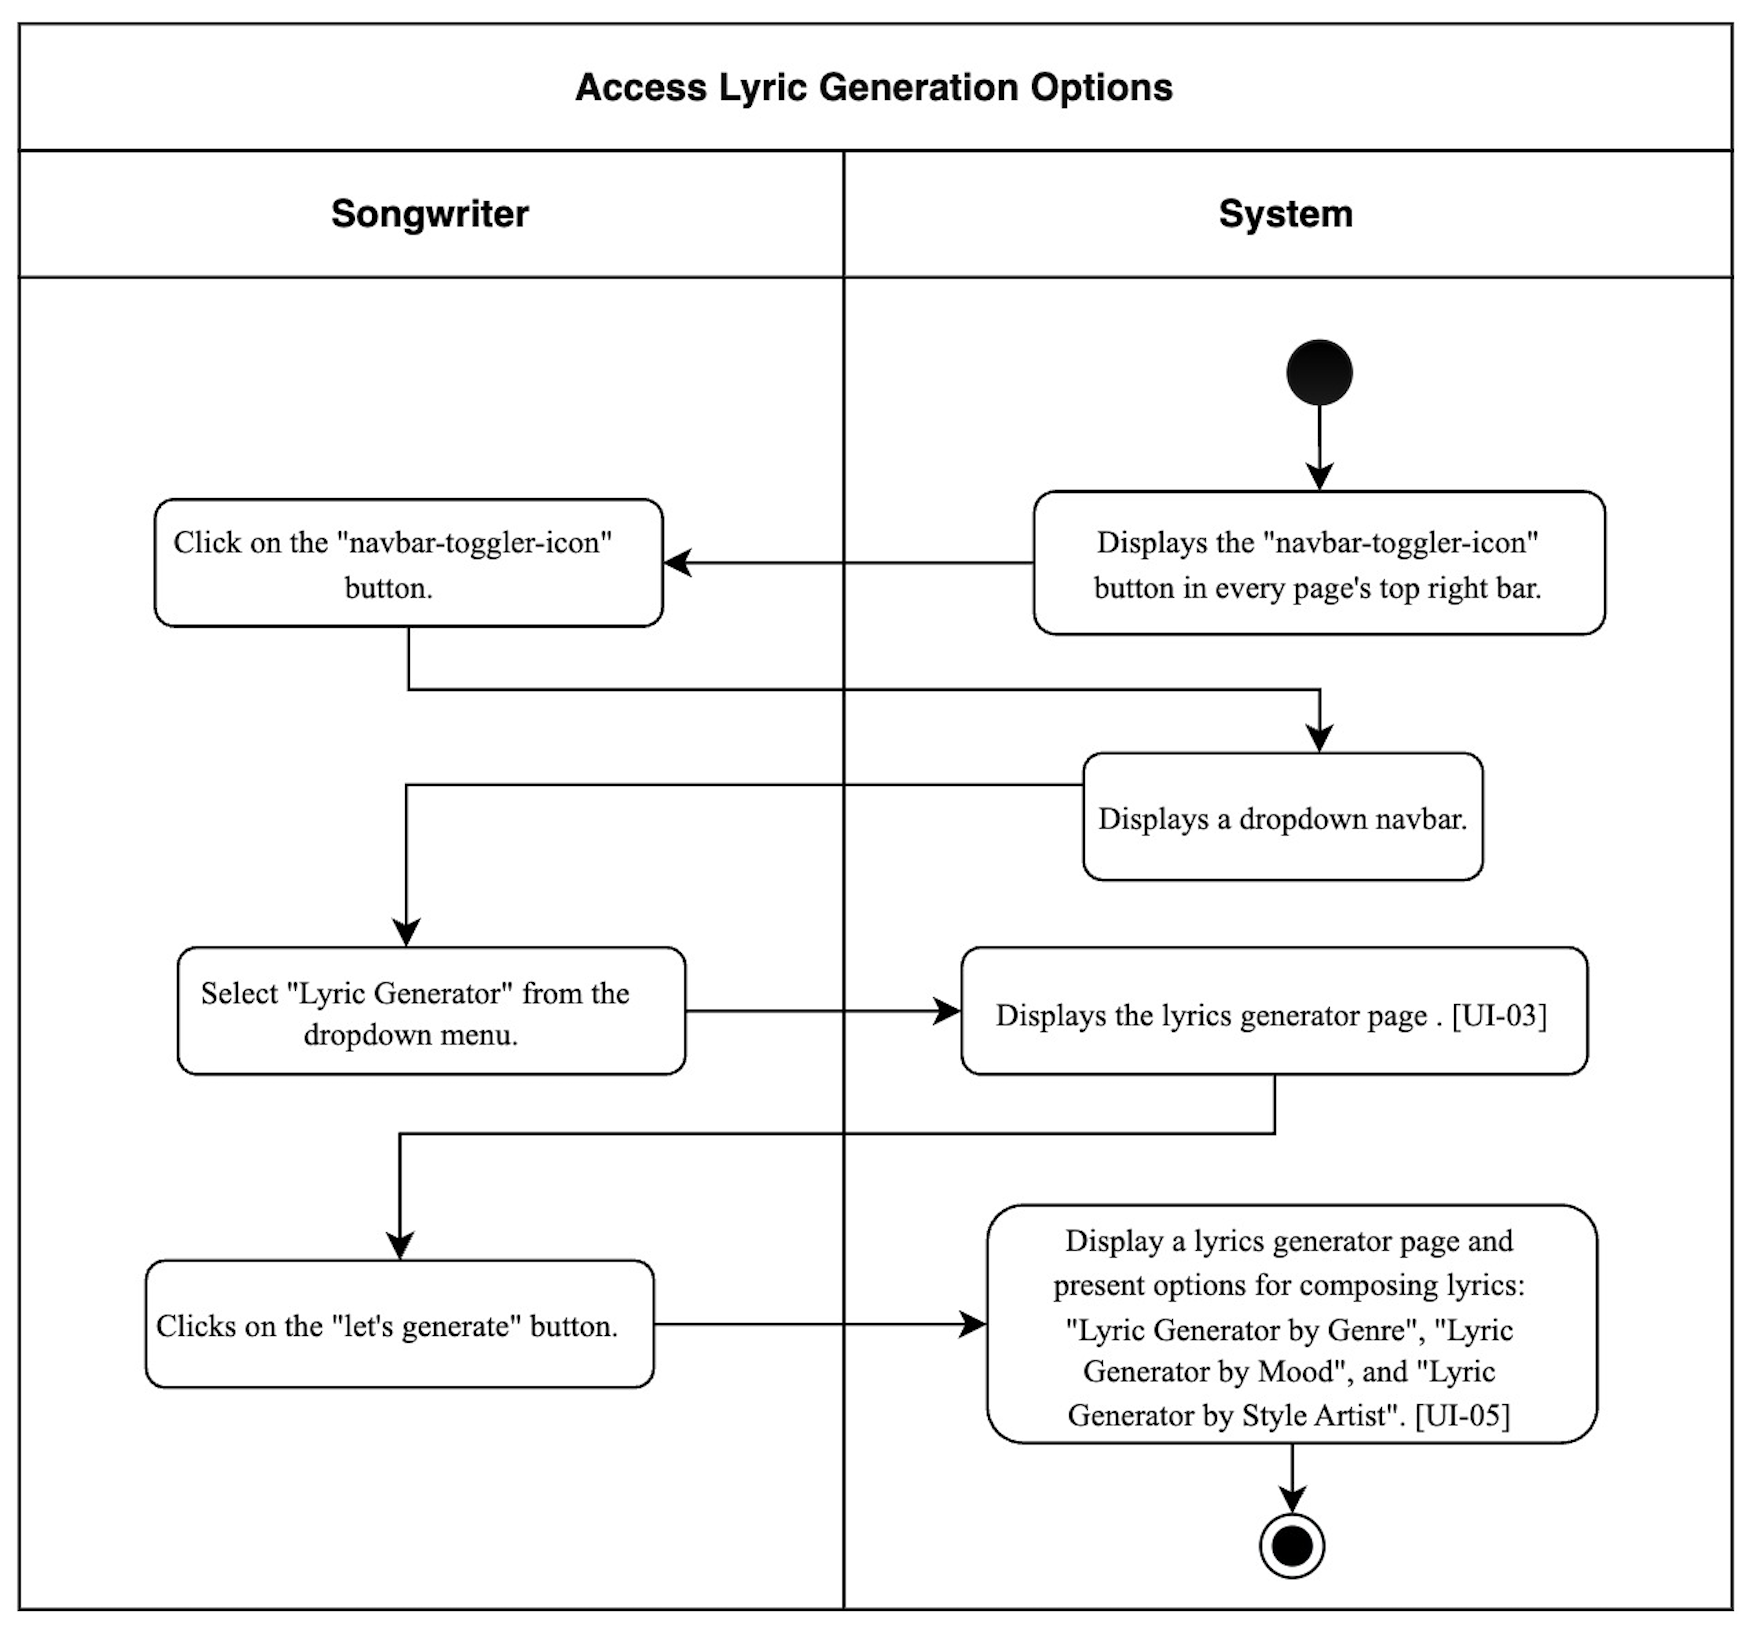 Access Lyric Generation Options
Songwriter
System
Displays the "navbar-toggler-icon"
button in every page's top right bar.
Click on the "navbar-toggler-icon"
button.
Displays a dropdown navbar.
Select "Lyric Generator" from the
dropdown menu.
Displays the lyrics generator page . [UI-03]
Clicks on the "let's generate" button.
Display a lyrics generator page and
present options for composing lyrics:
"Lyric Generator by Genre", "Lyric
Generator by Mood", and "Lyric
Generator by Style Artist". [UI-05]